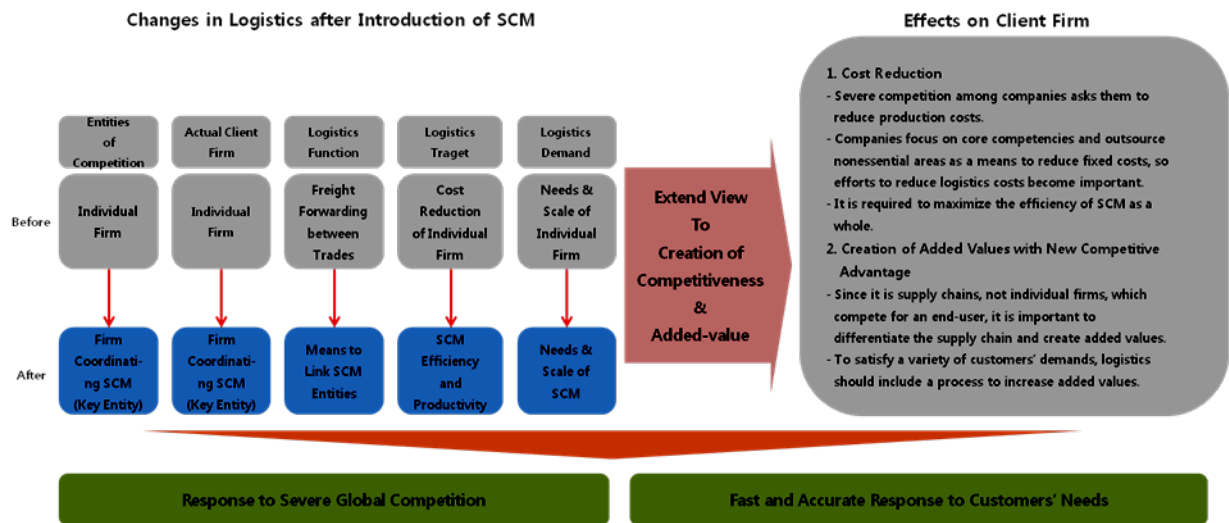 Changes in Logistics after Introduction of SCM
Effects on Client Firm
Entities
of
Competition
Actual Client
Firm
Logistics
Function
Logistics
Traget
Logistics
Demand
Before
Individual
Firm
Individual
Firm
Freight
Forwarding
between
Trades
Cost
Reduction
of Individual
Firm
Needs &
Scale of
Individual
Firm
After
Firm
Coordinati-
ng SCM
(Key Entity)
Firm
Coordinati-
ng SCM
(Key Entity)
Means to
Link SCM
Entities
SCM
Efficiency
and
Productivity
Needs &
Scale of
SCM
Extend View
To
Creation of
Competitiveness
&
Added-value
1. Cost Reduction
- Severe competition among companies asks them to
reduce production costs.
- Companies focus on core competencies and outsource
nonessential areas as a means to reduce fixed costs, so
efforts to reduce logistics costs become important.
- It is required to maximize the efficiency of SCM as a
whole.
2. Creation of Added Values with New Competitive
Advantage
- Since it is supply chains, not individual firms, which
compete for an end-user, it is important to
differentiate the supply chain and create added values.
- To satisfy a variety of customers’ demands, logistics
should include a process to increase added values.
Response to Severe Global Competition
Fast and Accurate Response to Customers’ Needs